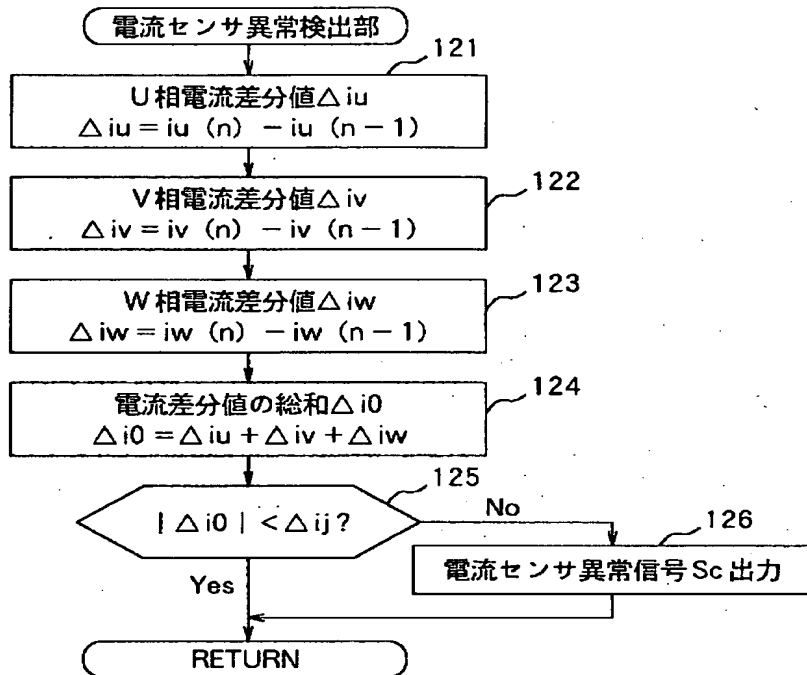 電流センサ異常検出部
121
U相電流差分値△iu
△iu＝iu (n) －iu (n－1)
122
V相電流差分値△iv
△iv＝iv (n) －iv (n－1)
123
W相電流差分値△iw
△iw＝iw (n) －iw (n－1)
124
電流差分値の総和△i0
△i0＝△iu＋△iv＋△iw
125
|△i0|＜△ij?
No
126
電流センサ異常信号Sc出力
Yes
RETURN